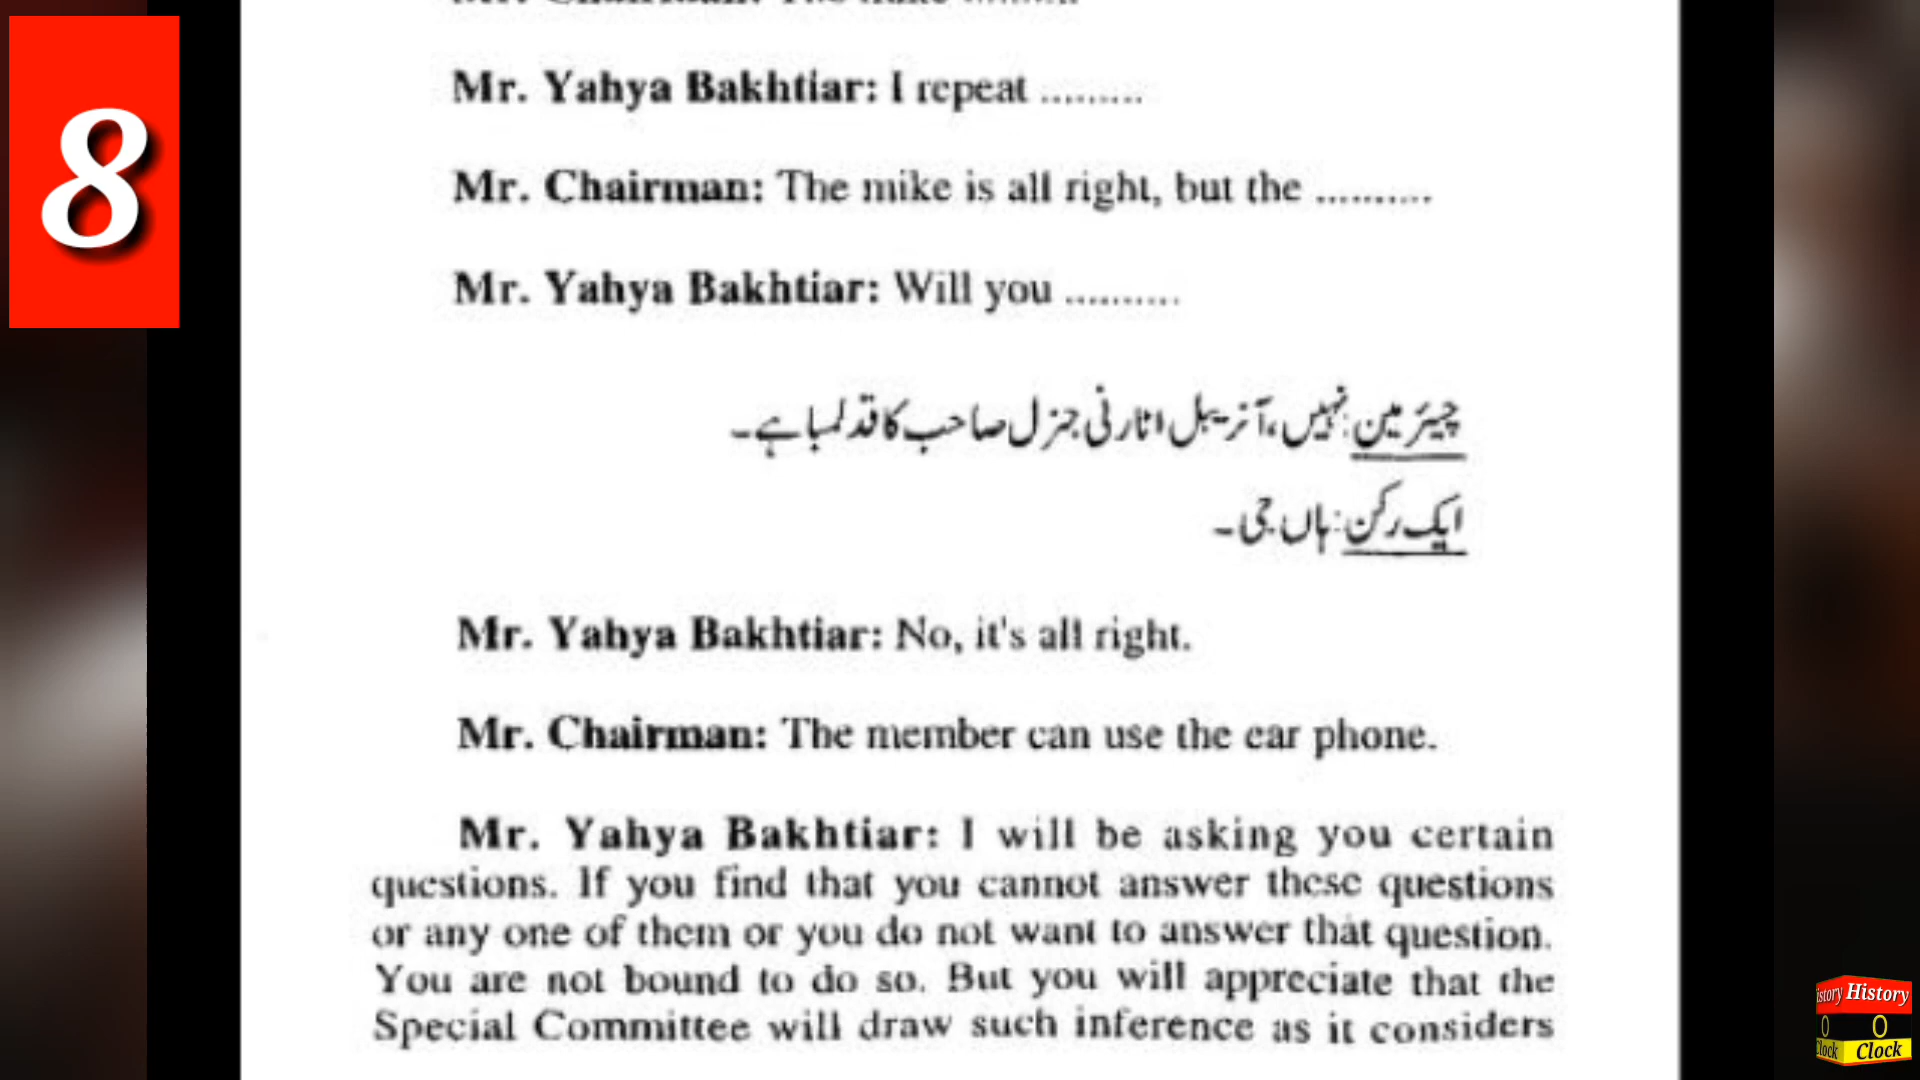 8
Mr. Yahya Bakhtiar: I repeat .........
Mr. Chairman: The mike is all right, but the ..........
Mr. Yahya Bakhtiar: Will you ..........
چیئرمین: نہیں، آنریبل اٹارنی جنرل صاحب کا قد لمبا ہے۔
ایک رکن: ہاں جی۔
Mr. Yahya Bakhtiar: No, it's all right.
Mr. Chairman: The member can use the ear phone.
Mr. Yahya Bakhtiar: I will be asking you certain
questions. If you find that you cannot answer these questions
or any one of them or you do not want to answer that question.
You are not bound to do so. But you will appreciate that the
Special Committee will draw such inference as it considers
History
Clock